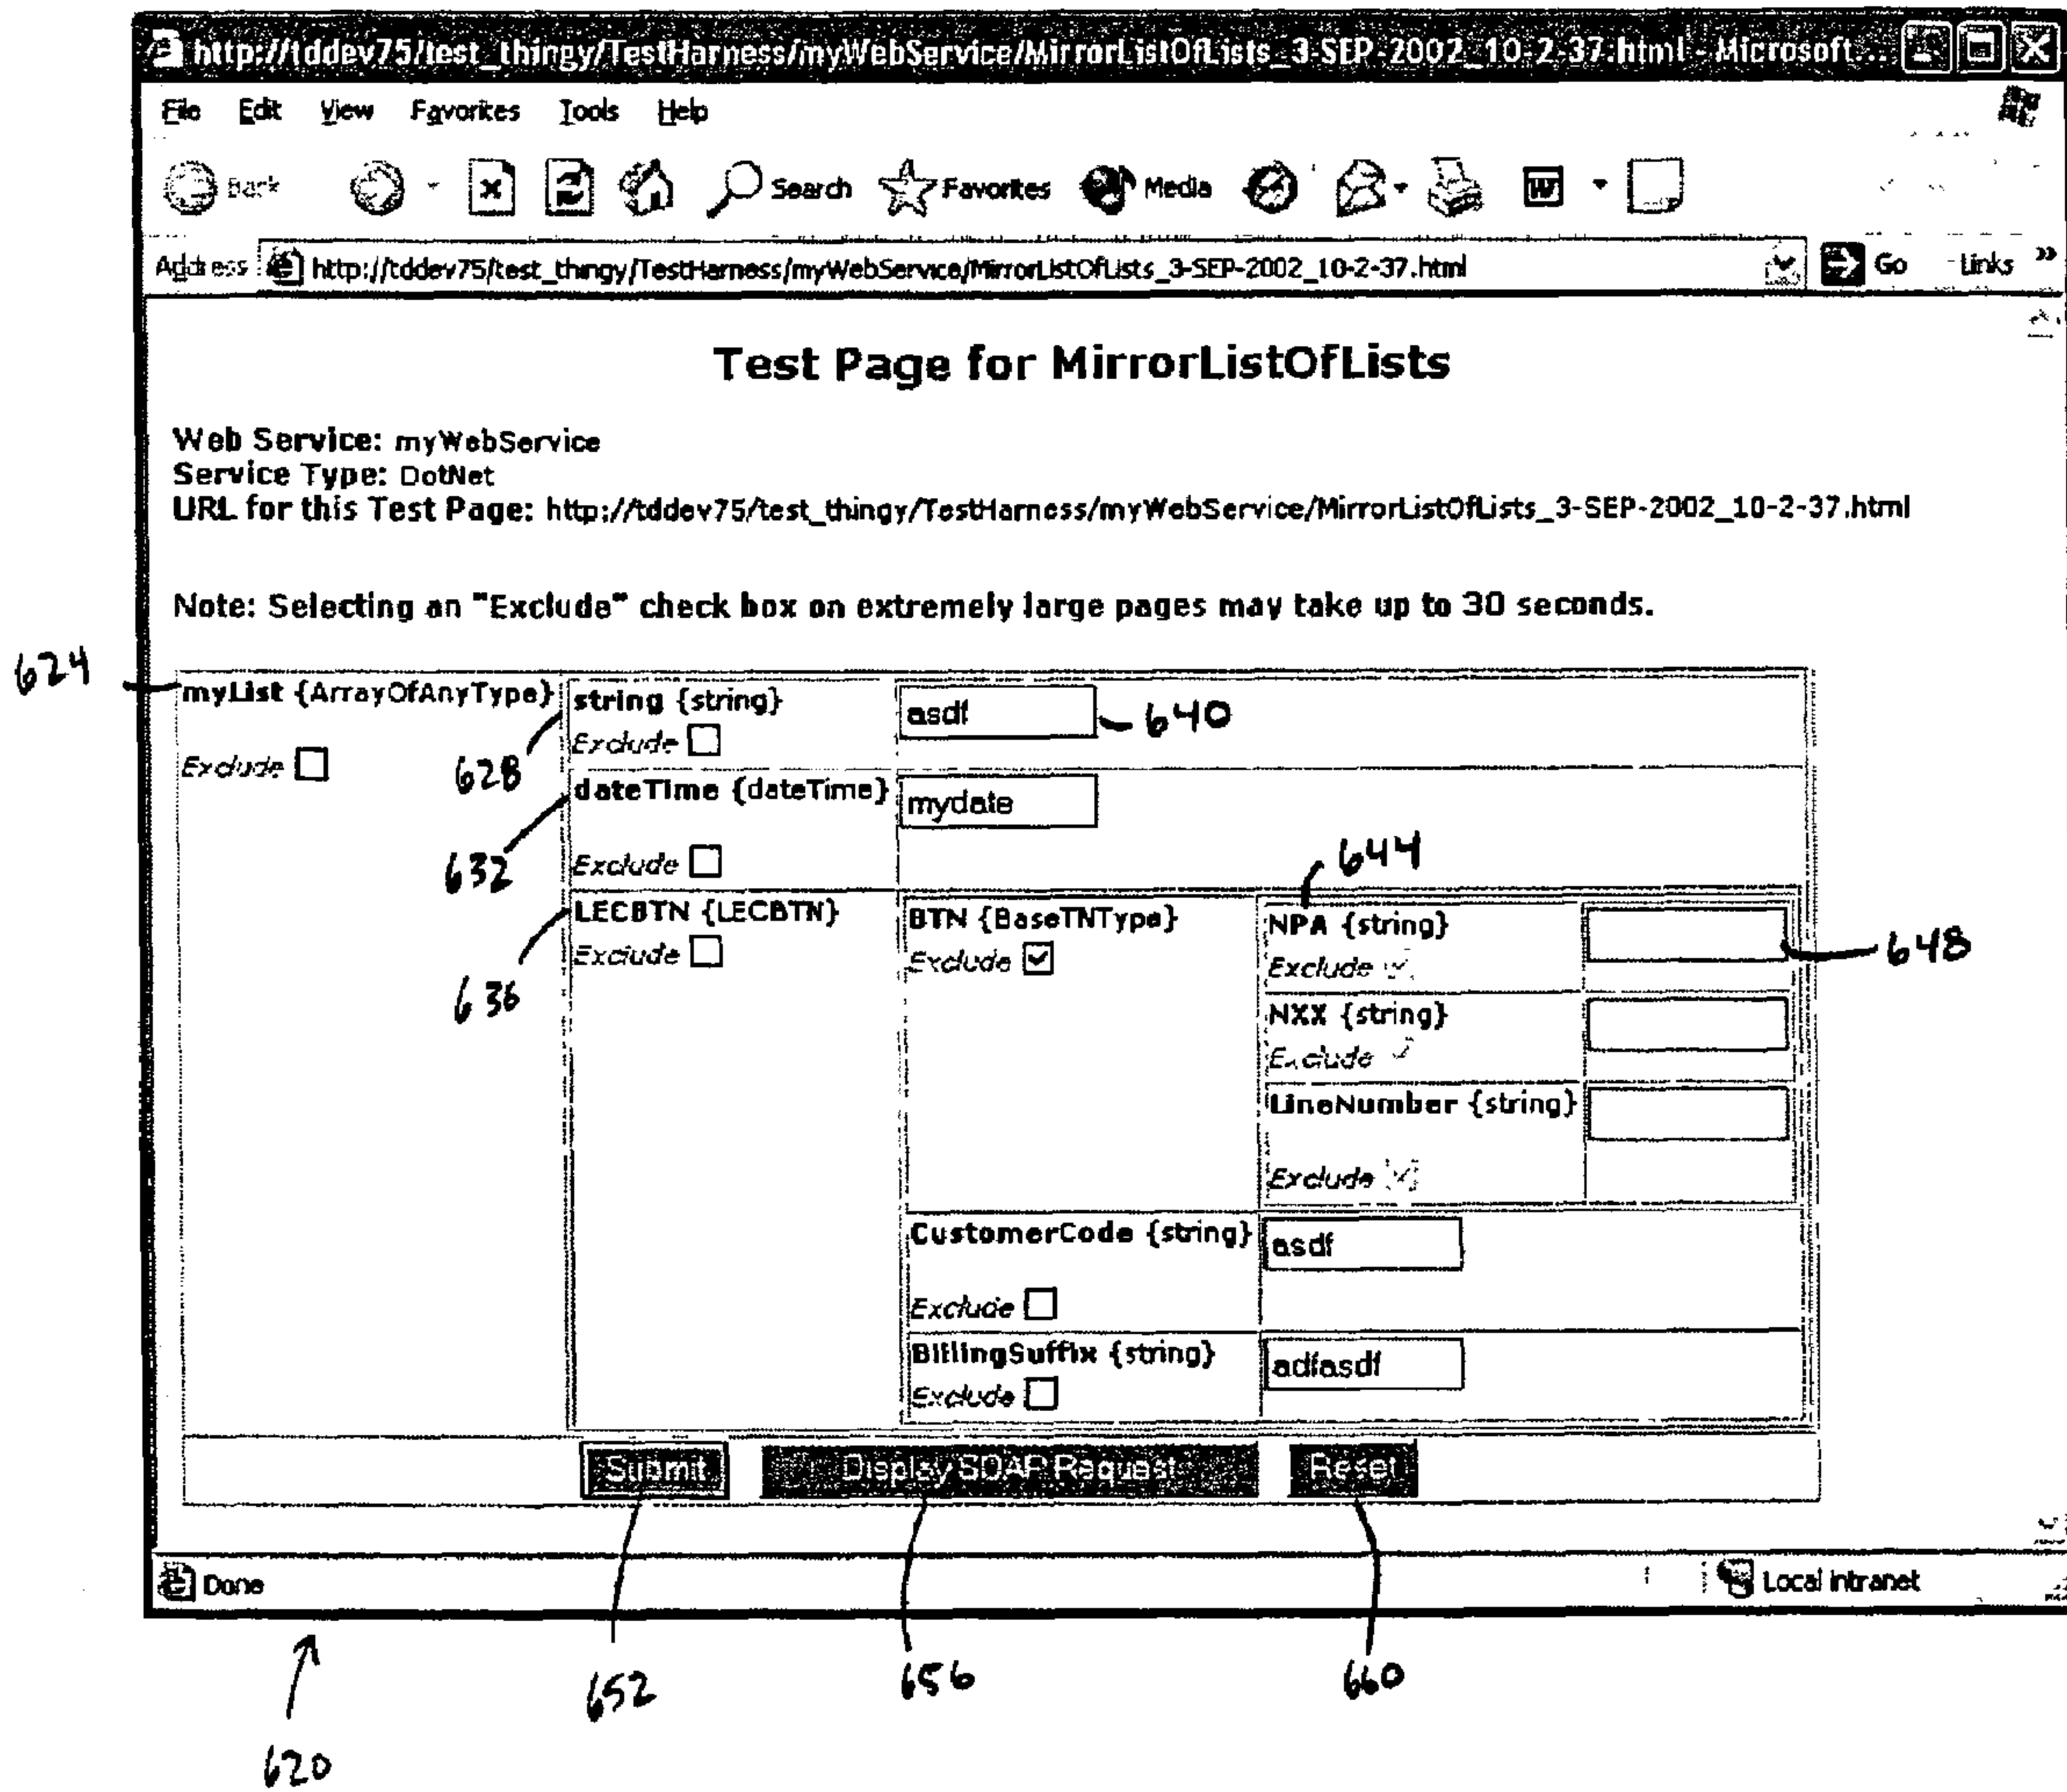 http://tddev75/test_thingy/TestHarness/myWebService/MirrorListOfLists_3-SEP-2002_10-2-37.html - Microsoft...
File Edit View Favorites Tools Help
Back Search Favorites Media
Address http://tddev75/test_thingy/TestHarness/myWebService/MirrorListOfLists_3-SEP-2002_10-2-37.html Go Links »
Test Page for MirrorListOfLists
Web Service: myWebService
Service Type: DotNet
URL for this Test Page: http://tddev75/test_thingy/TestHarness/myWebService/MirrorListOfLists_3-SEP-2002_10-2-37.html
Note: Selecting an "Exclude" check box on extremely large pages may take up to 30 seconds.
624
myList {ArrayOfAnyType}
Exclude
string {string}
Exclude
asdf
640
628
dateTime {dateTime}
Exclude
mydate
632
LECBTN {LECBTN}
Exclude
636
BTN {BaseTNType}
Exclude
644
NPA {string}
Exclude
648
NXX {string}
Exclude
LineNumber {string}
Exclude
CustomerCode {string}
Exclude
asdf
BillingSuffix {string}
Exclude
adfasdf
Submit Display SOAP Request Reset
Done Local intranet
652 656 660
620